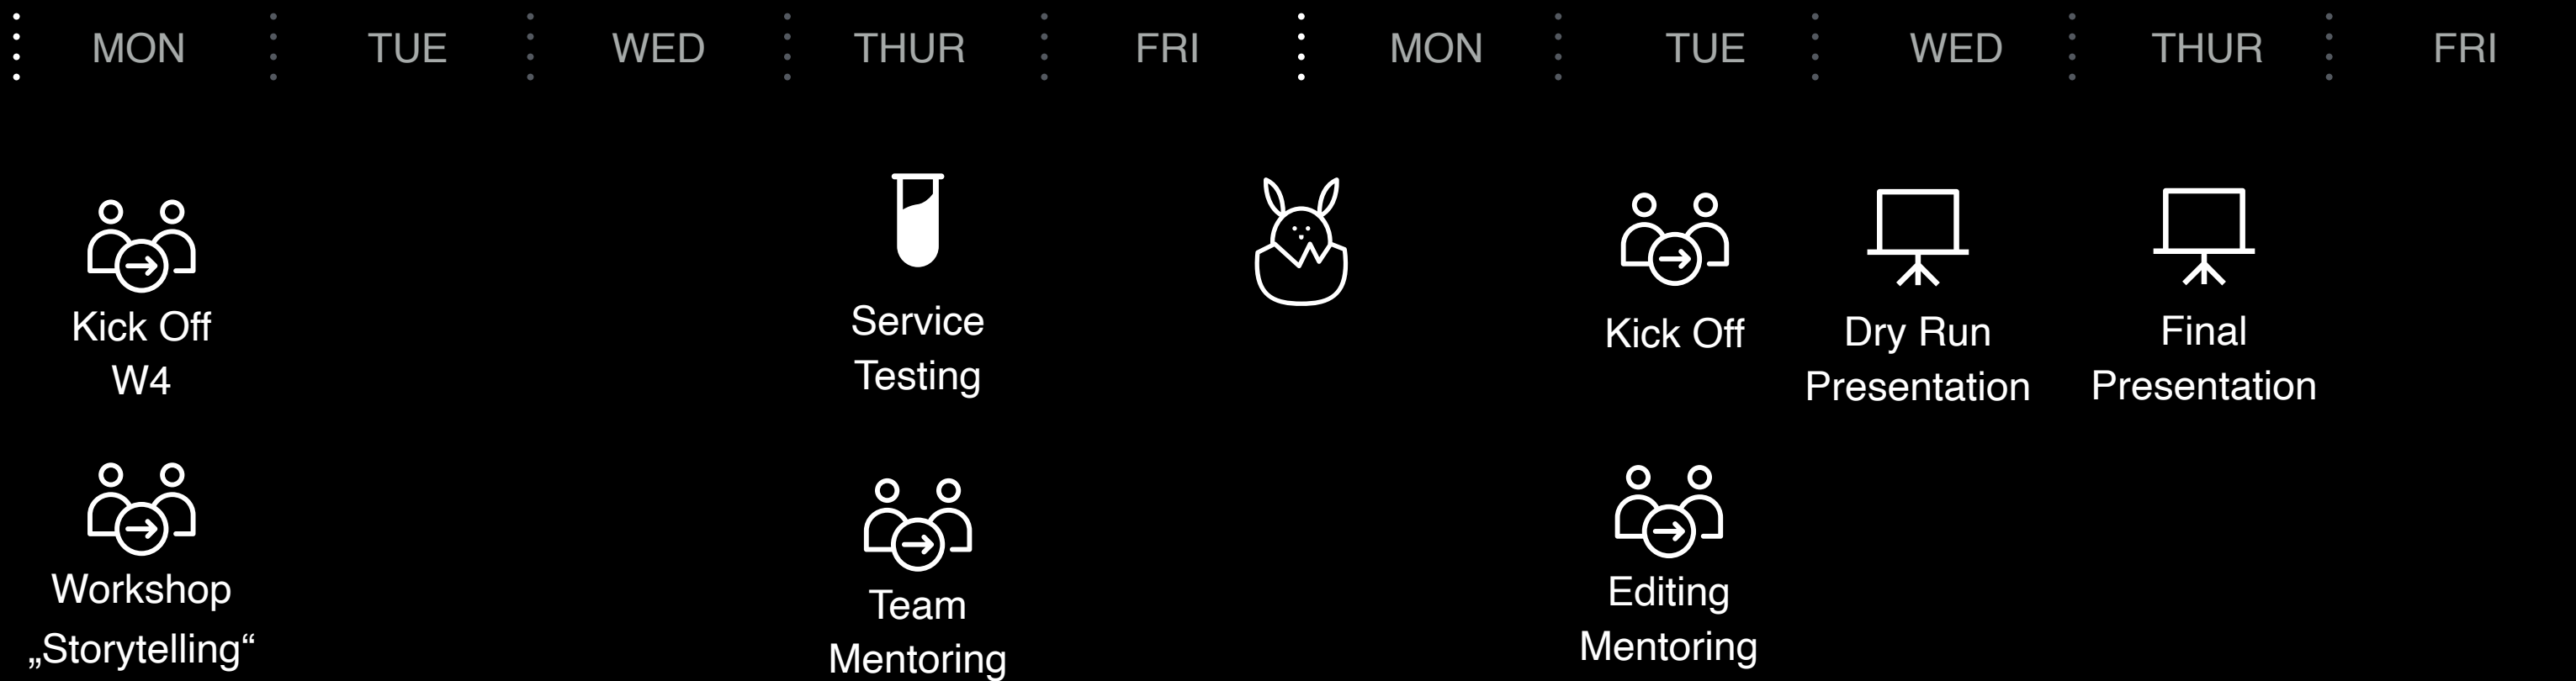 MON TUE WED THUR FRI MON TUE WED THUR FRI
Kick Off
W4
Service
Testing
Kick Off
Dry Run
Presentation
Final
Presentation
Workshop
„Storytelling“
Team
Mentoring
Editing
Mentoring